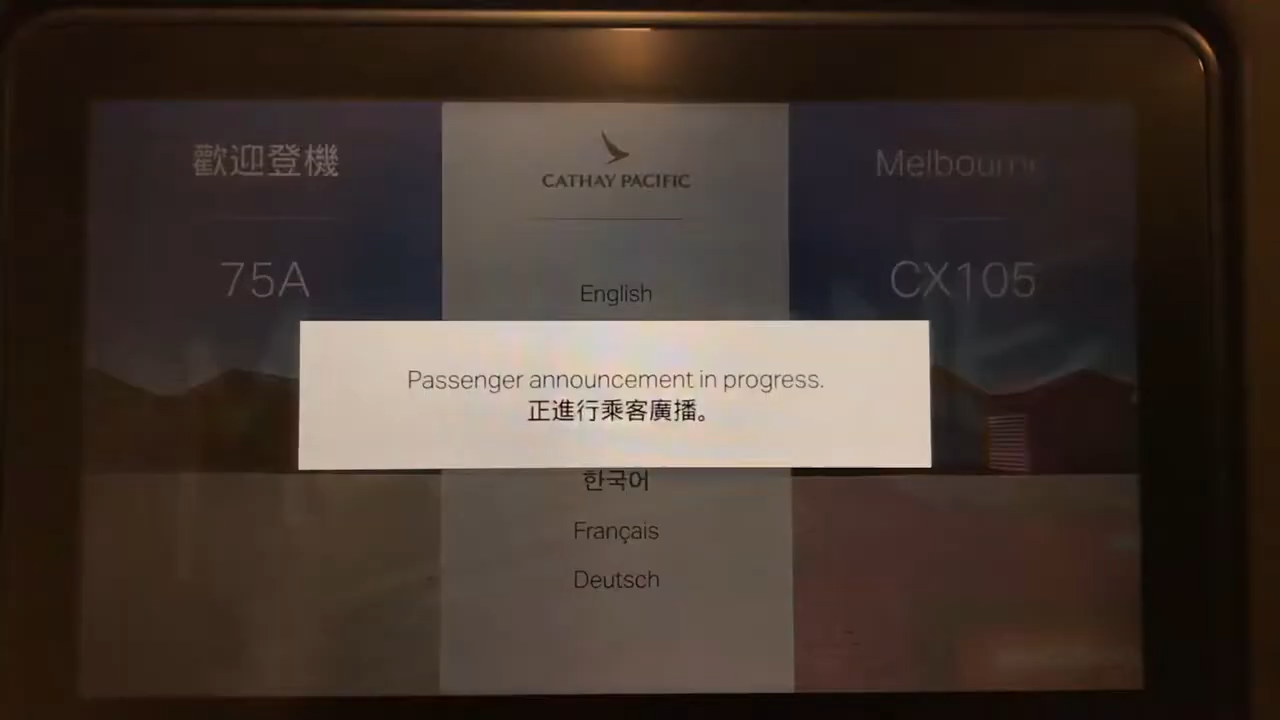 歡迎登機
75A
CATHAY PACIFIC
English
Passenger announcement in progress.
正進行乘客廣播。
한국어
Français
Deutsch
Melbourne
CX105